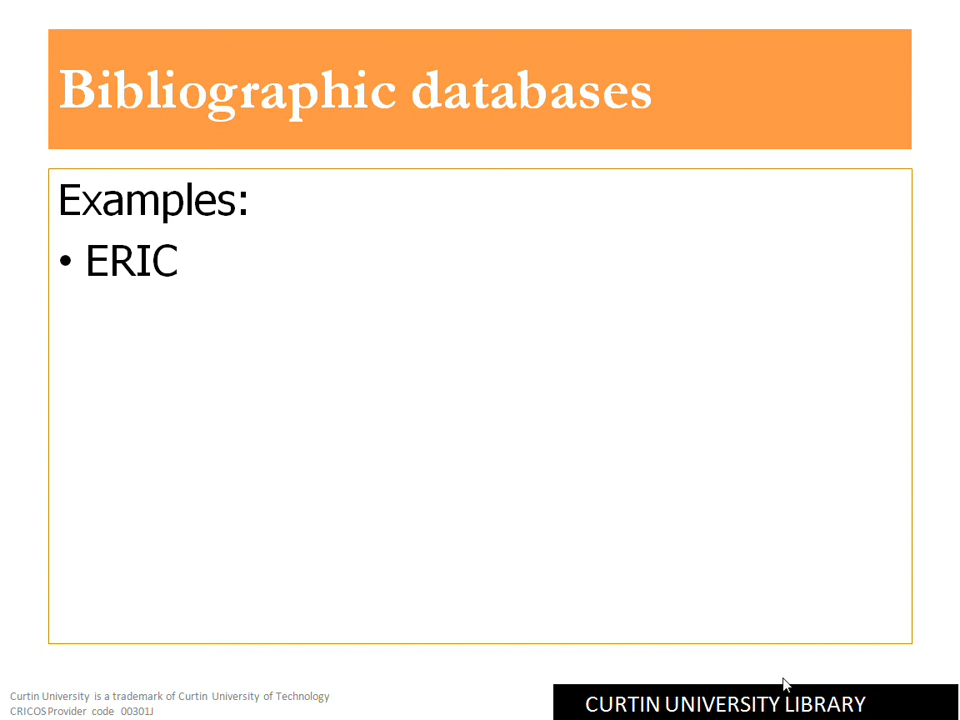 Bibliographic databases
Examples:
• ERIC
Curtin University is a trademark of Curtin University of Technology
CRICOS Provider code 00301J
CURTIN UNIVERSITY LIBRARY